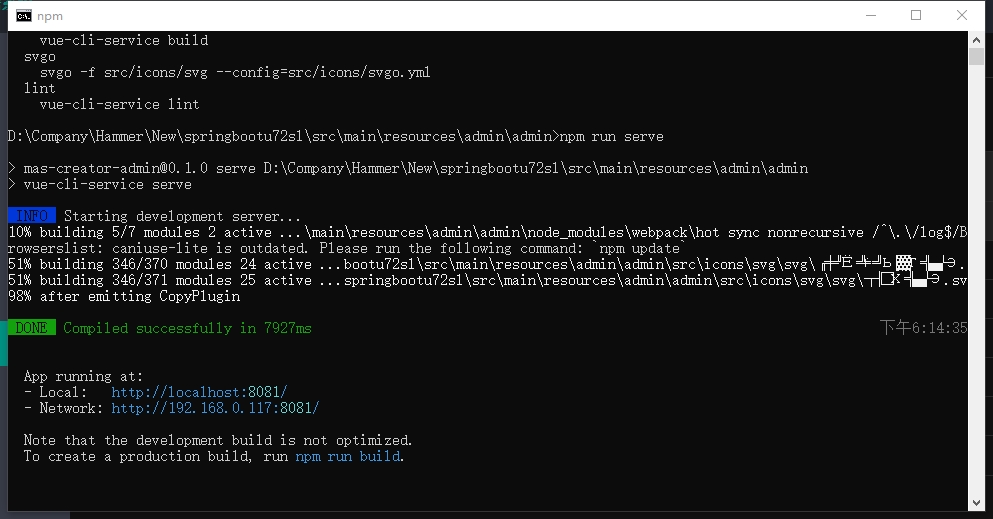 npm
vue-cli-service build
svgo
svgo -f src/icons/svg --config=src/icons/svgo.yml
lint
vue-cli-service lint
D:\Company\Hammer\New\springbootu72sl\src\main\resources\admin\admin>npm run serve
> mas-creator-admin@0.1.0 serve D:\Company\Hammer\New\springbootu72sl\src\main\resources\admin\admin
> vue-cli-service serve
INFO Starting development server...
10% building 5/7 modules 2 active ...\main\resources\admin\admin\node_modules\webpack\hot sync nonrecursive /^\.\/log$/B
rowserslist: caniuse-lite is outdated. Please run the following command: `npm update`
51% building 346/370 modules 24 active ...bootu72sl\src\main\resources\admin\admin\src\icons\svg\svg\
51% building 346/371 modules 25 active ...springbootu72sl\src\main\resources\admin\admin\src\icons\svg\svg\
98% after emitting CopyPlugin
DONE Compiled successfully in 7927ms 下午6:14:35
App running at:
- Local: http://localhost:8081/
- Network: http://192.168.0.117:8081/
Note that the development build is not optimized.
To create a production build, run npm run build.